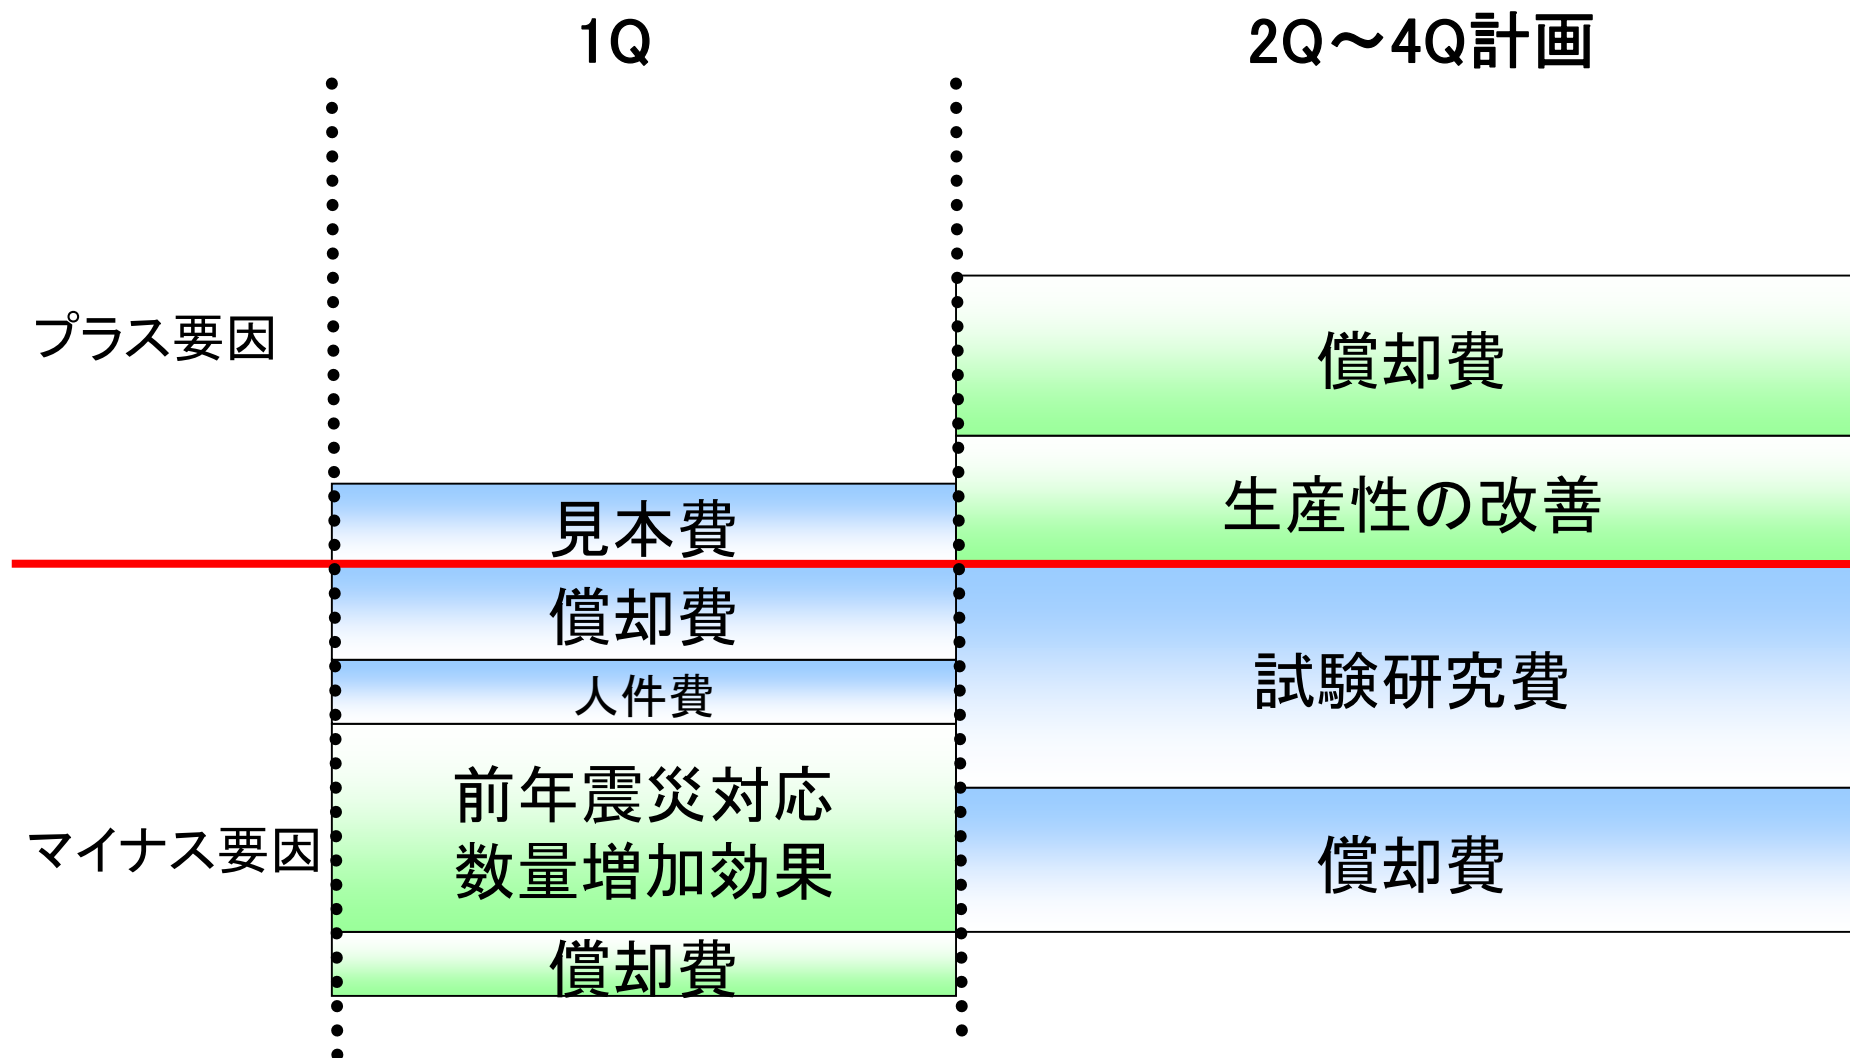 1Q
2Q～4Q計画
プラス要因
償却費
生産性の改善
見本費
償却費
人件費
試験研究費
前年震災対応
数量増加効果
マイナス要因
償却費
償却費